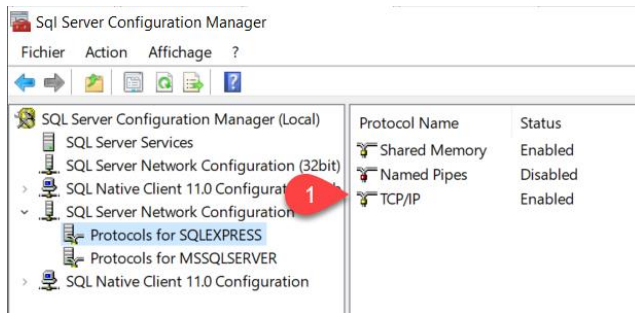 Sql Server Configuration Manager
Fichier Action Affichage ?
SQL Server Configuration Manager (Local)
SQL Server Services
SQL Server Network Configuration (32bit)
SQL Native Client 11.0 Configuration
SQL Server Network Configuration
Protocols for SQLEXPRESS
Protocols for MSSQLSERVER
SQL Native Client 11.0 Configuration
Protocol Name Status
Shared Memory Enabled
Named Pipes Disabled
1
TCP/IP Enabled